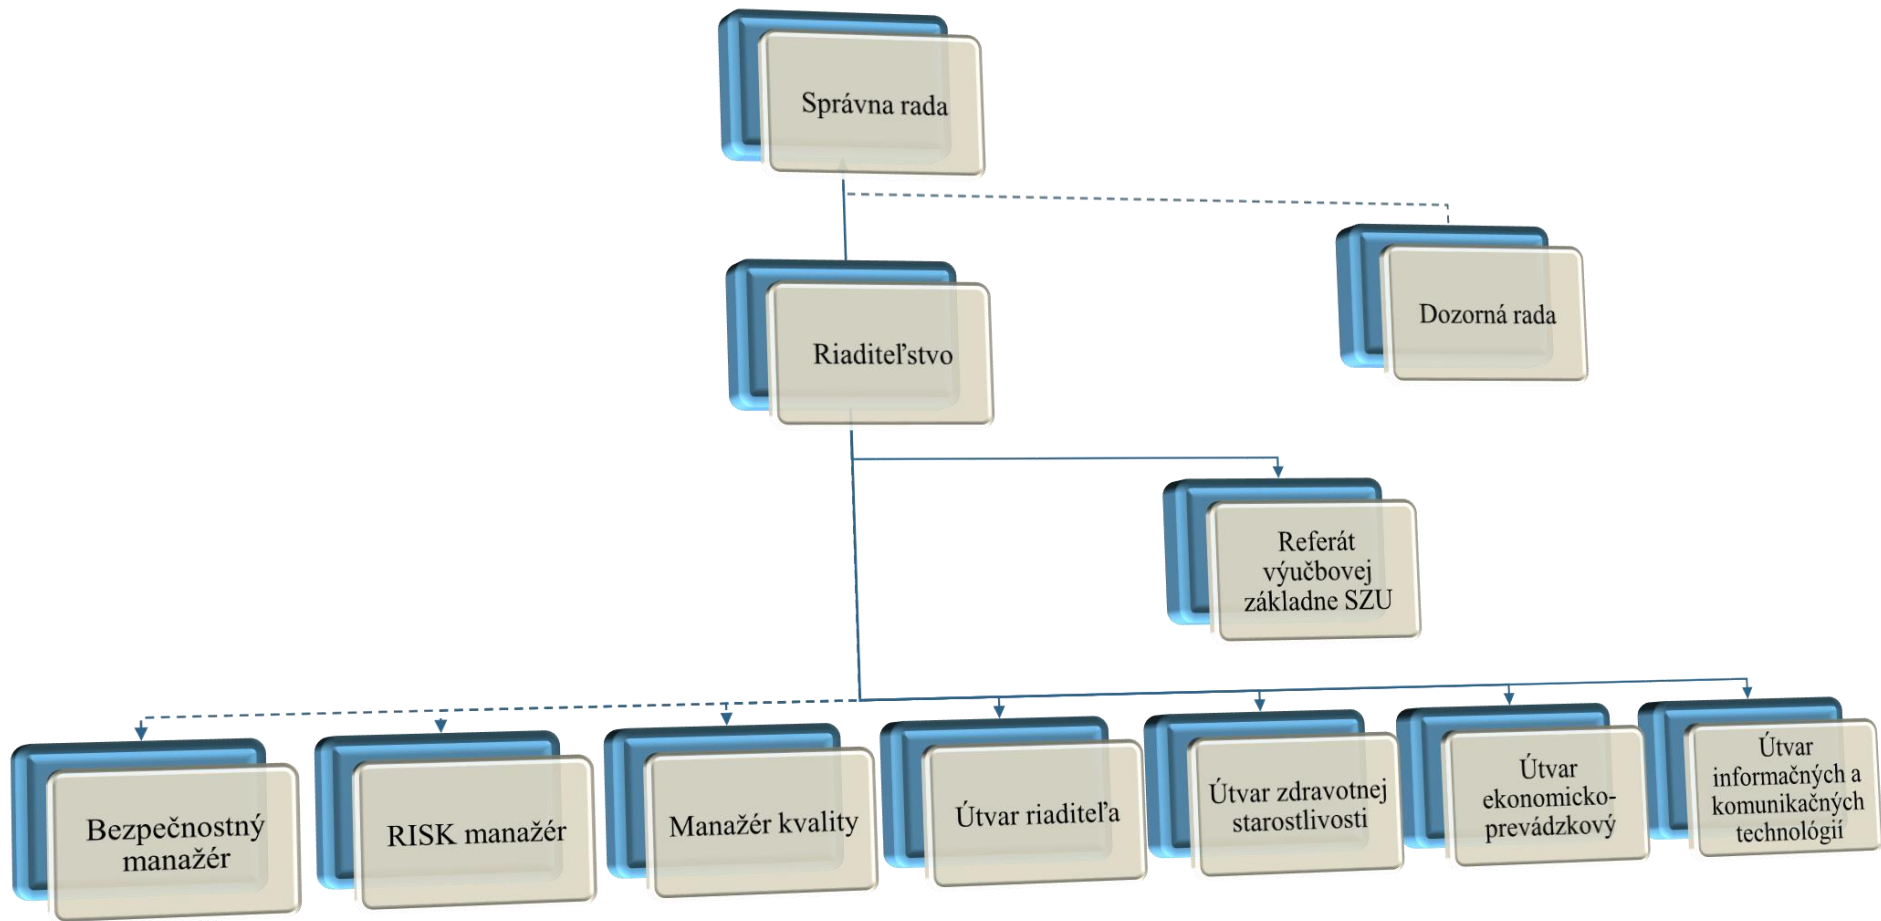 Správna rada
Dozorná rada
Riaditeľstvo
Referát
výučbovej
základne SZU
Bezpečnostný
manažér
RISK manažér
Manažér kvality
Útvar riaditeľa
Útvar zdravotnej
starostlivosti
Útvar
ekonomicko-
prevádzkový
Útvar
informačných a
komunikačných
technológií